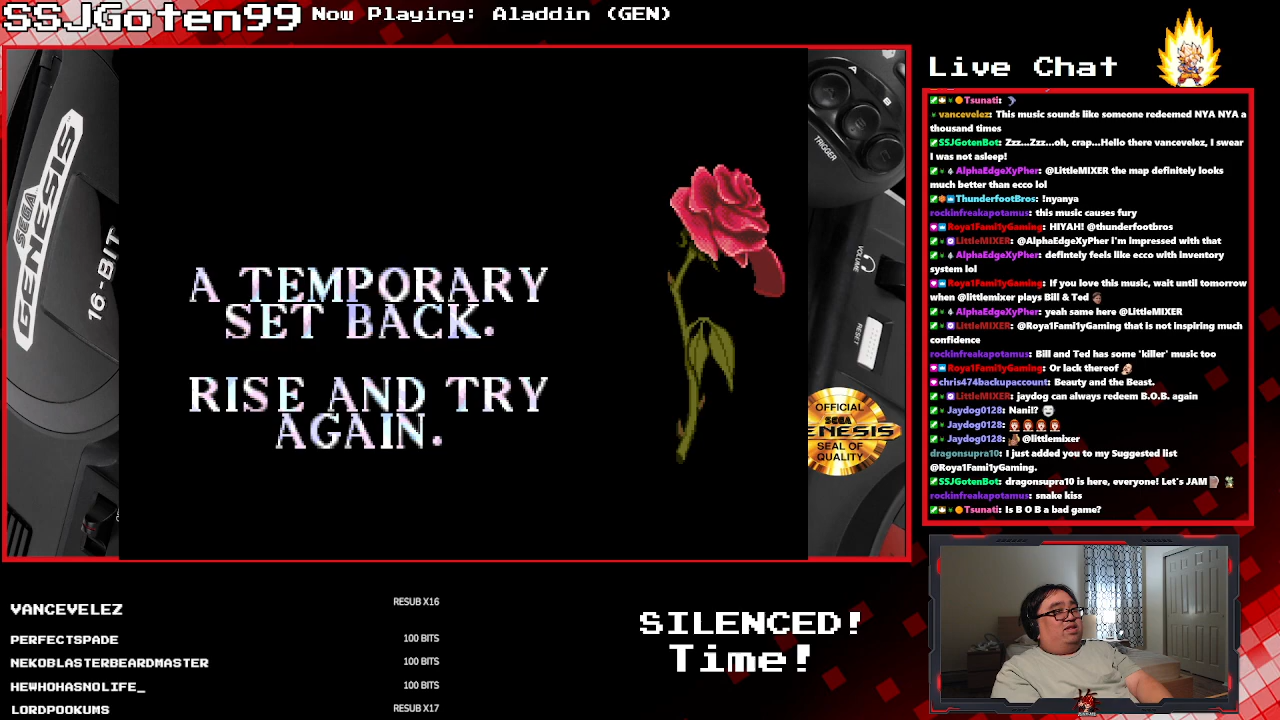 SSJGoten99
Now Playing: Aladdin (GEN)
SEGA
GENESIS
16-BIT
A TEMPORARY
SET BACK.
RISE AND TRY
AGAIN.
A
B
TRIGGER
VOLUME
RESET
OFFICIAL
SEGA
ENESIS
SEAL OF
QUALITY
Live Chat
Tsunati:
vancevelez: This music sounds like someone redeemed NYA NYA a
thousand times
SSJGotenBot: Zzz...Zzz...oh, crap...Hello there vancevelez, I swear
I was not asleep!
AlphaEdgeXyPher: @LittleMIXER the map definitely looks
much better than ecco lol
ThunderfootBros: !nyanya
rockinfreakapotamus: this music causes fury
Roya1Fami1yGaming: HIYAH! @thunderfootbros
LittleMIXER: @AlphaEdgeXyPher I'm impressed with that
AlphaEdgeXyPher: defintely feels like ecco with inventory
system lol
Roya1Fami1yGaming: If you love this music, wait until tomorrow
when @littlemixer plays Bill & Ted
AlphaEdgeXyPher: yeah same here @LittleMIXER
LittleMIXER: @Roya1Fami1yGaming that is not inspiring much
confidence
rockinfreakapotamus: Bill and Ted has some 'killer' music too
Roya1Fami1yGaming: Or lack thereof
chris474backupaccount: Beauty and the Beast.
LittleMIXER: jaydog can always redeem B.O.B. again
Jaydog0128: Nani!?
Jaydog0128:
Jaydog0128: @littlemixer
dragonsupra10: I just added you to my Suggested list
@Roya1Fami1yGaming.
SSJGotenBot: dragonsupra10 is here, everyone! Let's JAM
rockinfreakapotamus: snake kiss
Tsunati: Is B O B a bad game?
VANCEVELEZ RESUB X16
PERFECTSPADE 100 BITS
NEKOBLASTERBEARDMASTER 100 BITS
HEWHOHASNOLIFE_ 100 BITS
LORDPOOKUMS RESUB X17
SILENCED!
Time!